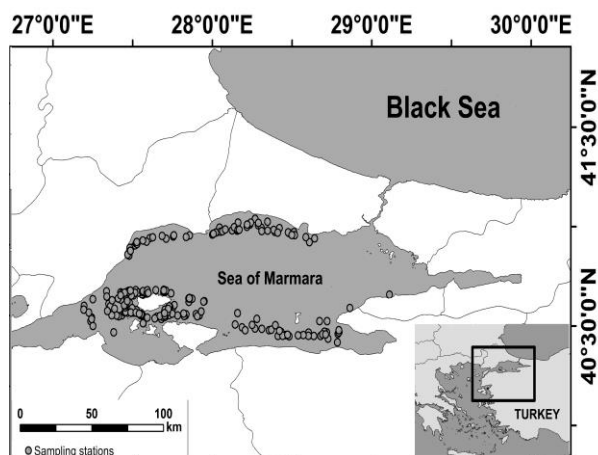 27°0'0"E 28°0'0"E 29°0'0"E 30°0'0"E
Black Sea
41°30'0"N
Sea of Marmara
40°30'0"N
0 50 100
km
Sampling stations
TURKEY